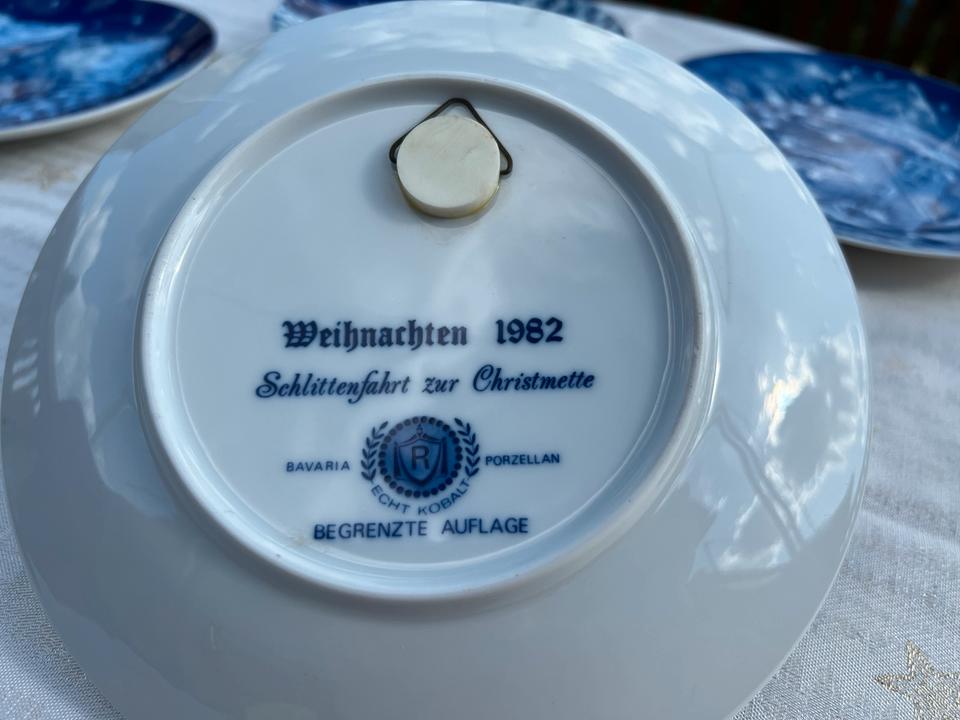 Weihnachten 1982
Schlittenfahrt zur Christmette
BAVARIA R PORZELLAN
ECHT KOBALT
BEGRENZTE AUFLAGE